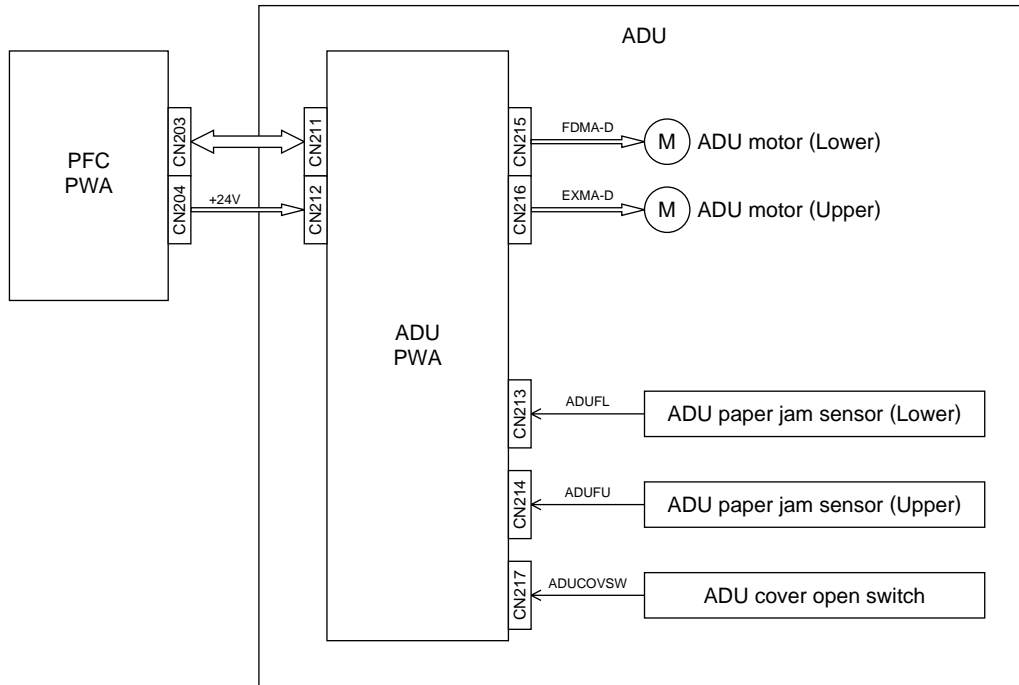 ADU
PFC
PWA
CN203
CN204
+24V
CN211
CN212
ADU
PWA
CN215
FDMA-D
M
ADU motor (Lower)
CN216
EXMA-D
M
ADU motor (Upper)
CN213
ADUFL
ADU paper jam sensor (Lower)
CN214
ADUFU
ADU paper jam sensor (Upper)
CN217
ADUCOVSW
ADU cover open switch